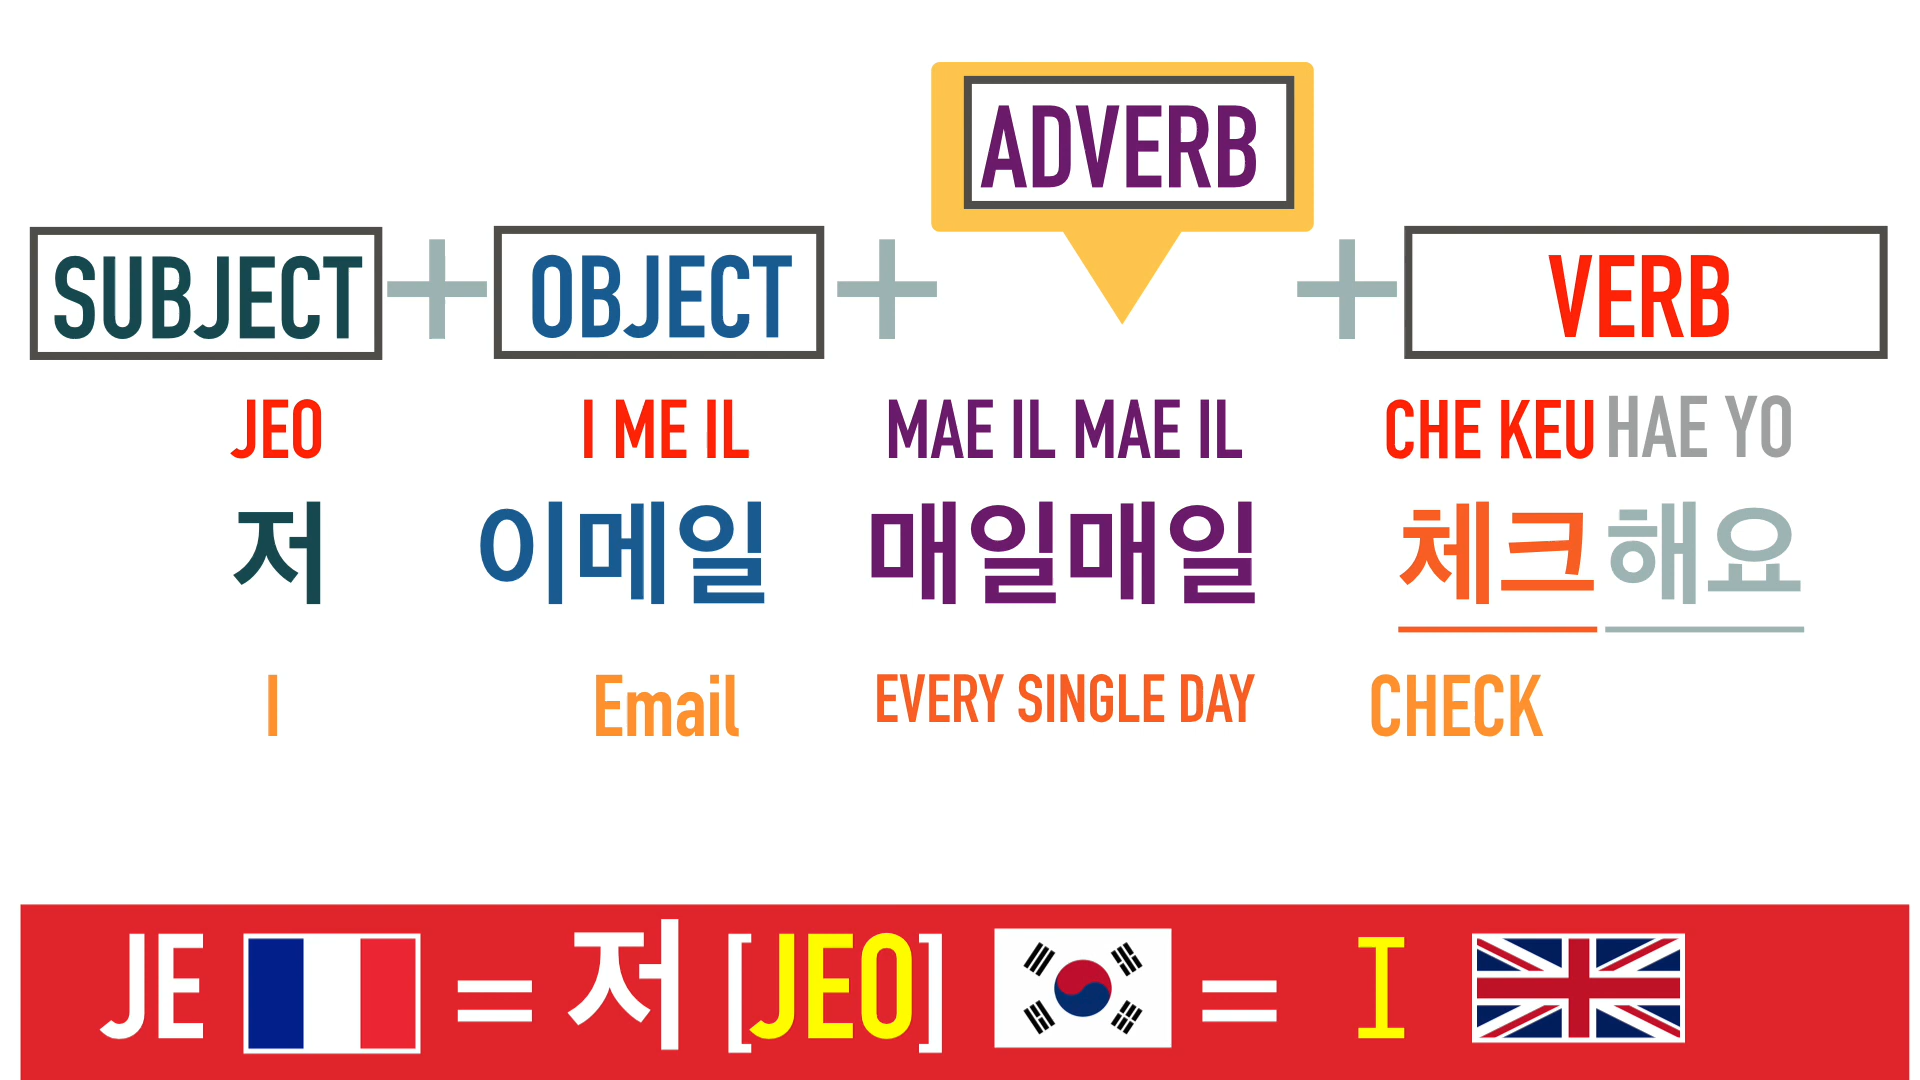 ADVERB
SUBJECT + OBJECT + + VERB
JEO I ME IL MAE IL MAE IL CHE KEU HAE YO
저 이메일 매일매일 체크해요
I Email EVERY SINGLE DAY CHECK
JE = 저 [JEO] = I